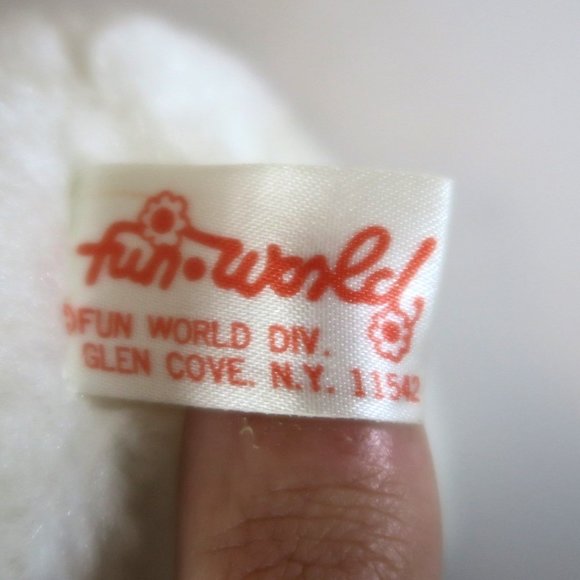 fun·world
©FUN WORLD DIV.
GLEN COVE. N.Y. 11542